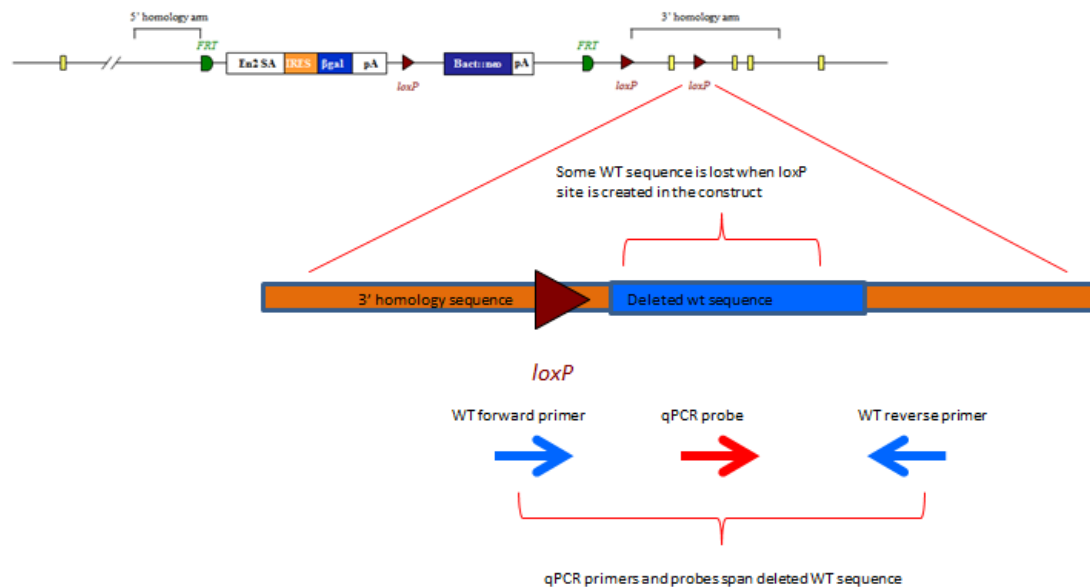 5' homology arm
3' homology arm
FRT
FRT
En2 SA IRES βgal pA
Bact::neo pA
loxP
loxP
loxP
Some WT sequence is lost when loxP
site is created in the construct
3' homology sequence
Deleted wt sequence
loxP
WT forward primer
qPCR probe
WT reverse primer
qPCR primers and probes span deleted WT sequence